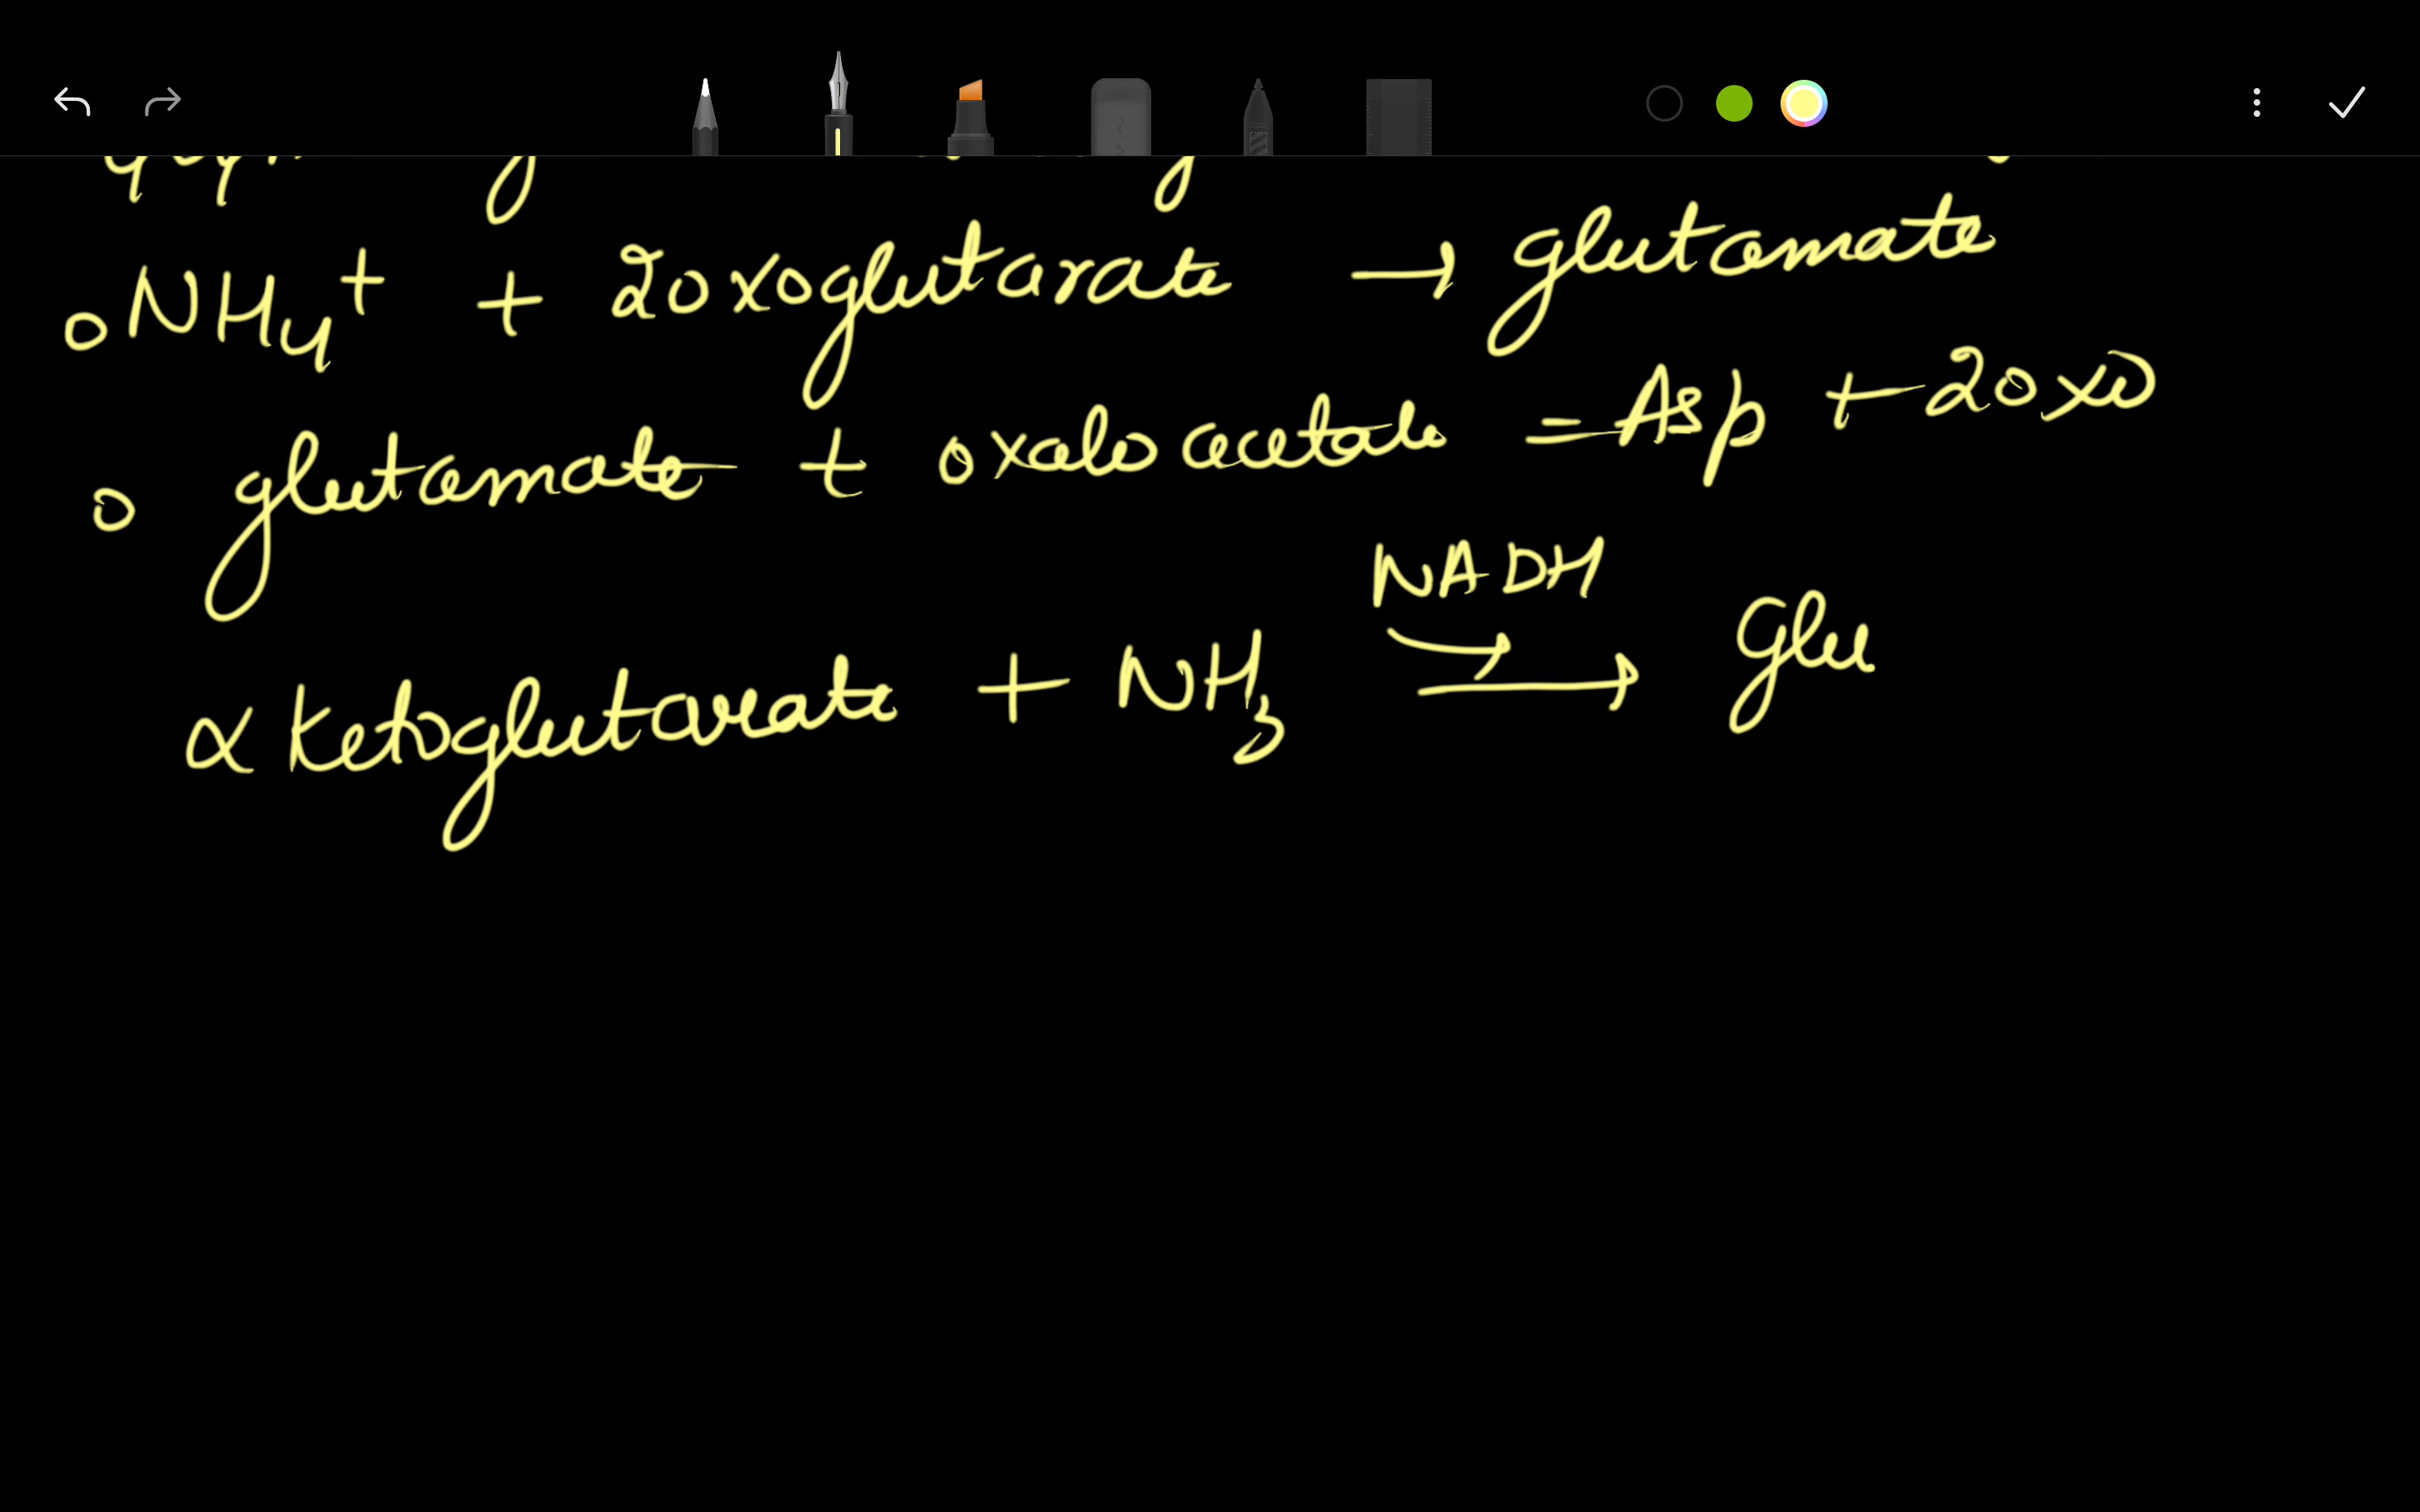 o NH4+ + 2oxoglutarate → glutamate
o glutamate + oxaloacetate = Asp + 2oxo
NADH
α ketoglutarate + NH3 → Glu